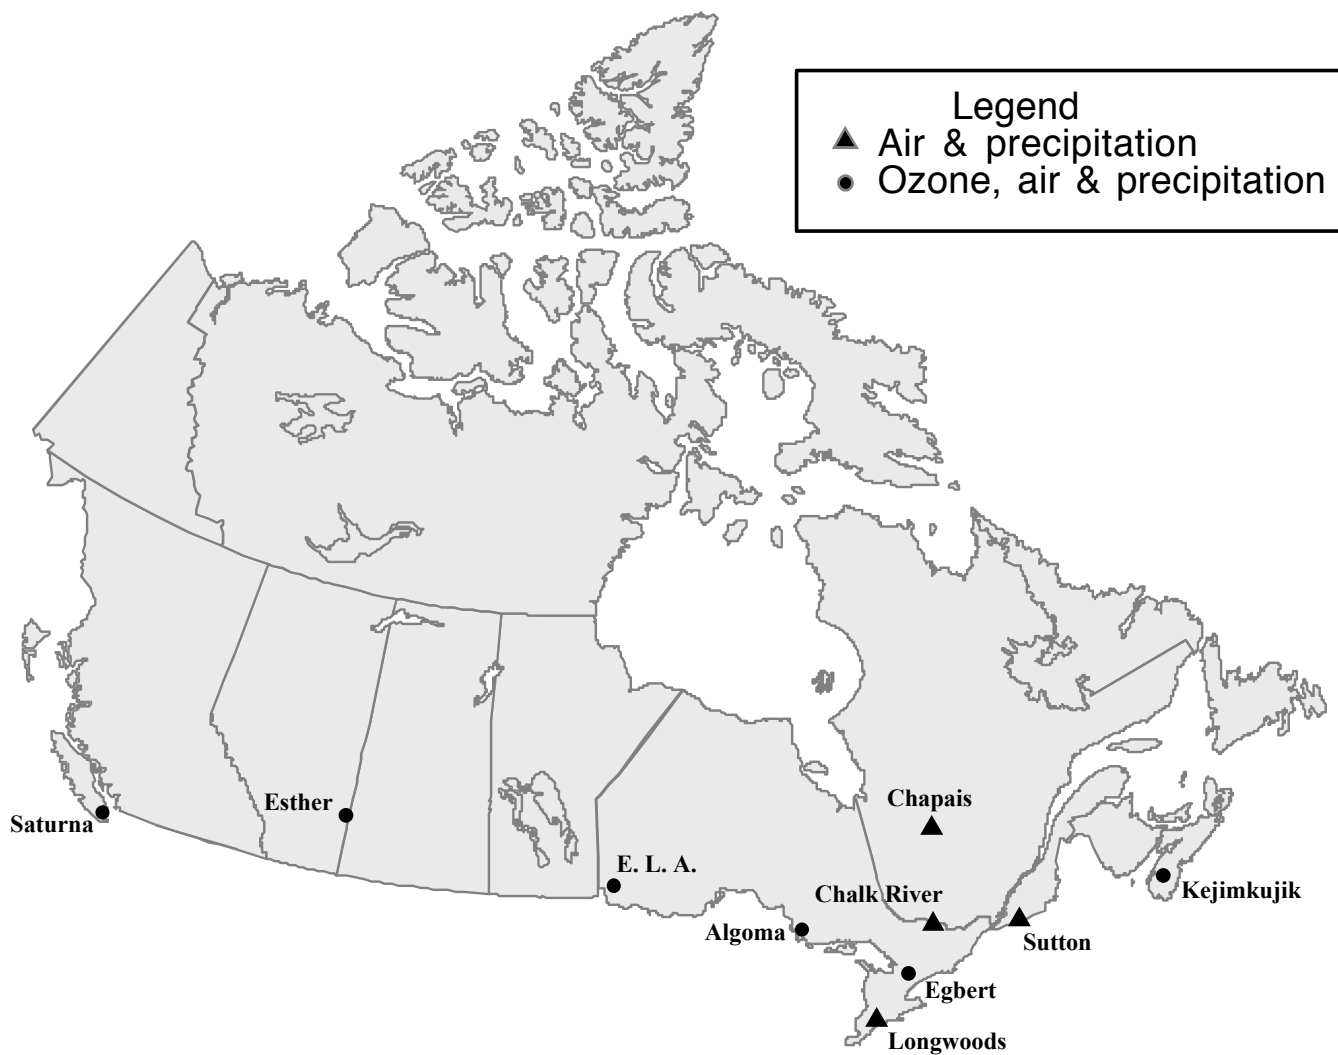 Legend
Air & precipitation
Ozone, air & precipitation
Chapais
Esther
Saturna
E. L. A.
Chalk River
Kejimkujik
Algoma
Sutton
Egbert
Longwoods